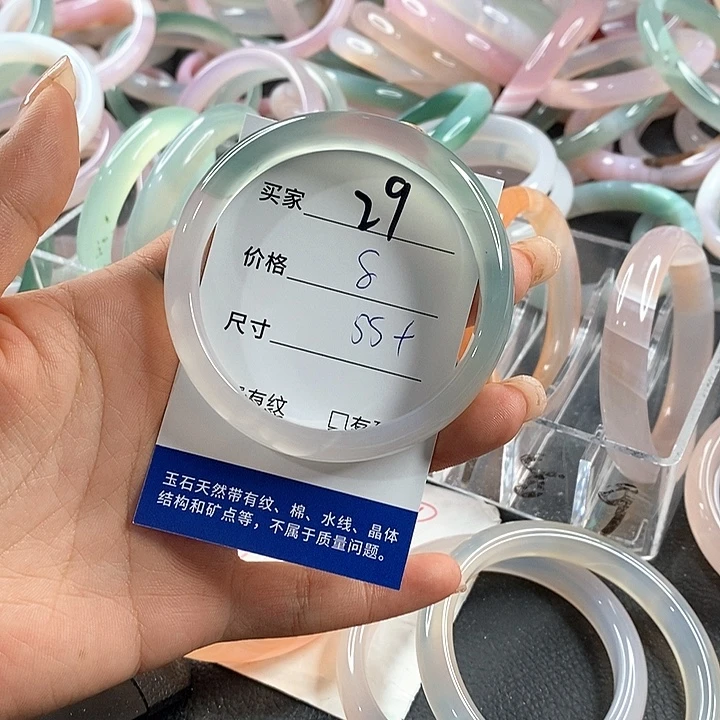 买家 29
价格 8
尺寸 55+
有纹 有
玉石天然带有纹、棉、水线、晶体
结构和矿点等，不属于质量问题。